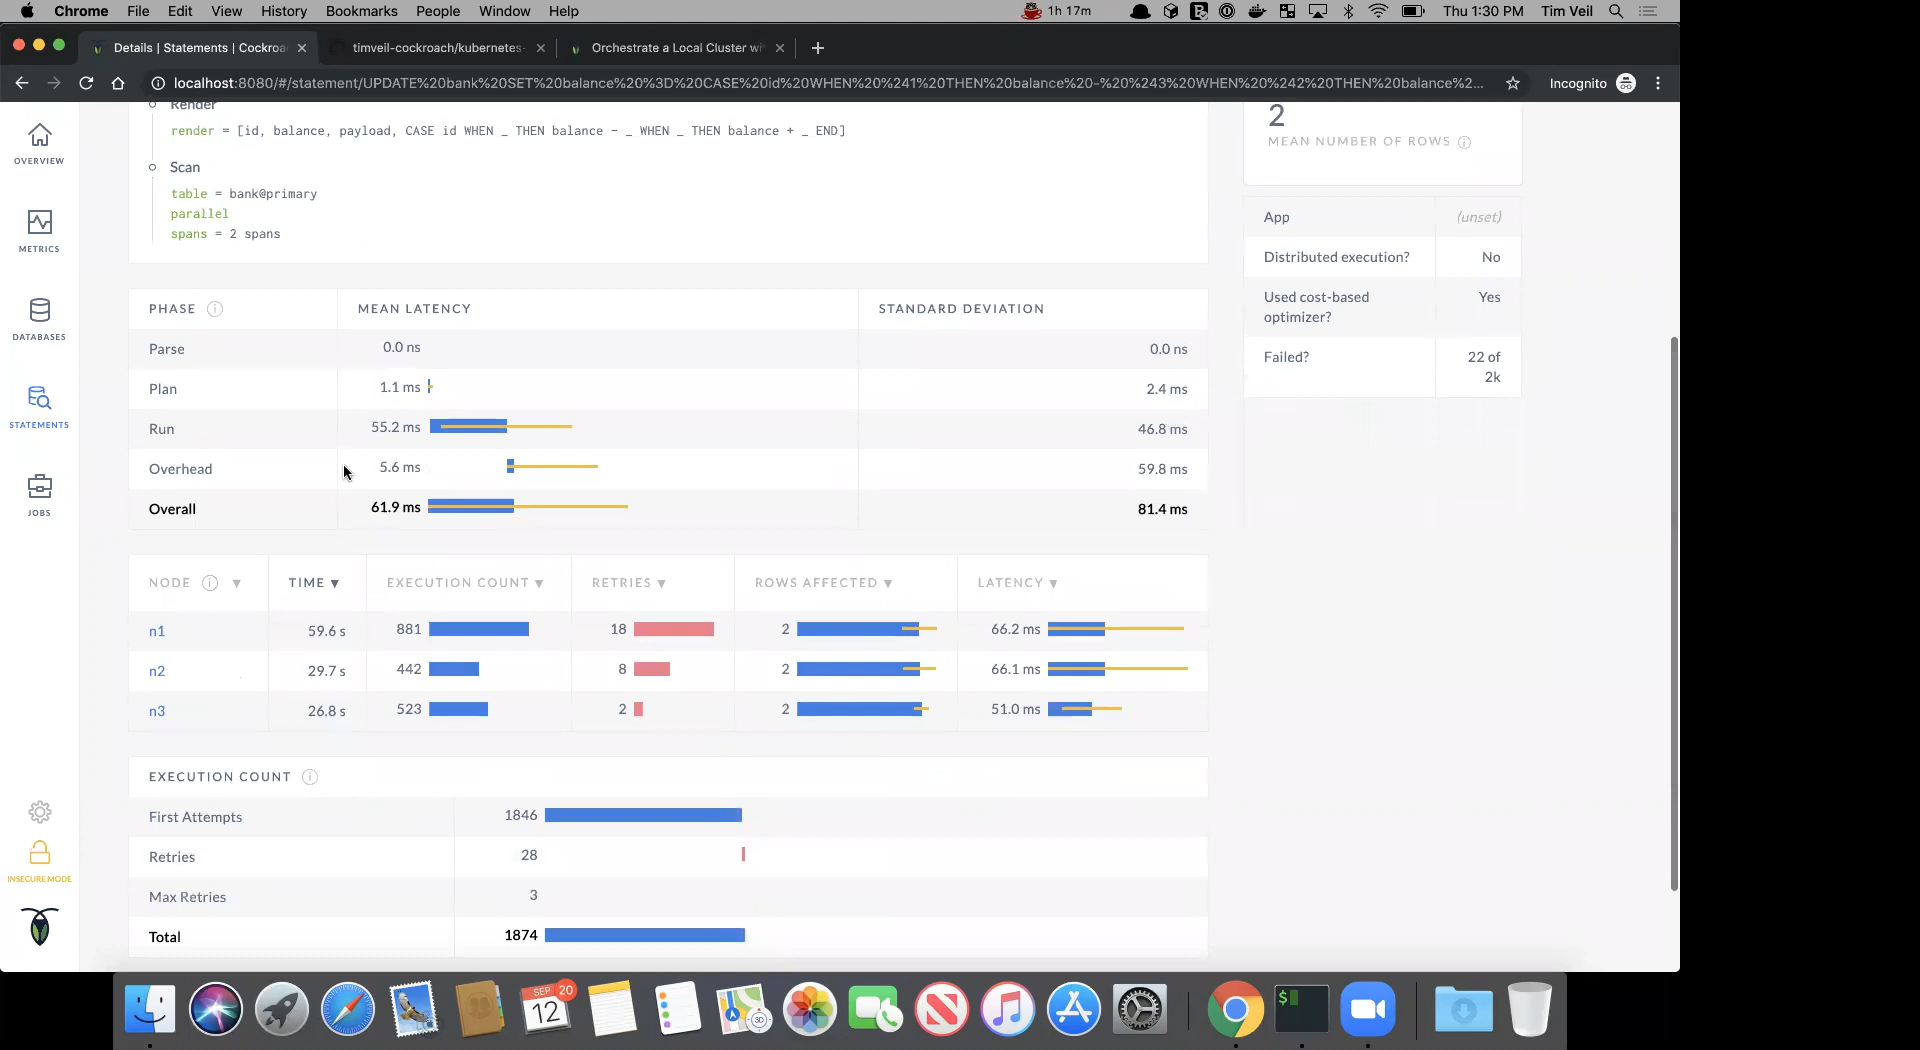 Chrome File Edit View History Bookmarks People Window Help 1h 17m Thu 1:30 PM Tim Veil
Details | Statements | Cockroa timveil-cockroach/kubernetes- Orchestrate a Local Cluster wi
localhost:8080/#/statement/UPDATE%20bank%20SET%20balance%20%3D%20CASE%20id%20WHEN%20%241%20THEN%20balance%20-%20%243%20WHEN%20%242%20THEN%20balance%2... Incognito
OVERVIEW
METRICS
DATABASES
STATEMENTS
JOBS
INSECURE MODE
Render
render = [id, balance, payload, CASE id WHEN _ THEN balance - _ WHEN _ THEN balance + _ END]
Scan
table = bank@primary
parallel
spans = 2 spans
2
MEAN NUMBER OF ROWS
App (unset)
Distributed execution? No
Used cost-based optimizer? Yes
Failed? 22 of 2k
PHASE MEAN LATENCY STANDARD DEVIATION
Parse 0.0 ns 0.0 ns
Plan 1.1 ms 2.4 ms
Run 55.2 ms 46.8 ms
Overhead 5.6 ms 59.8 ms
Overall 61.9 ms 81.4 ms
NODE TIME EXECUTION COUNT RETRIES ROWS AFFECTED LATENCY
n1 59.6 s 881 18 2 66.2 ms
n2 29.7 s 442 8 2 66.1 ms
n3 26.8 s 523 2 2 51.0 ms
EXECUTION COUNT
First Attempts 1846
Retries 28
Max Retries 3
Total 1874
SEP 20
12
3D
$